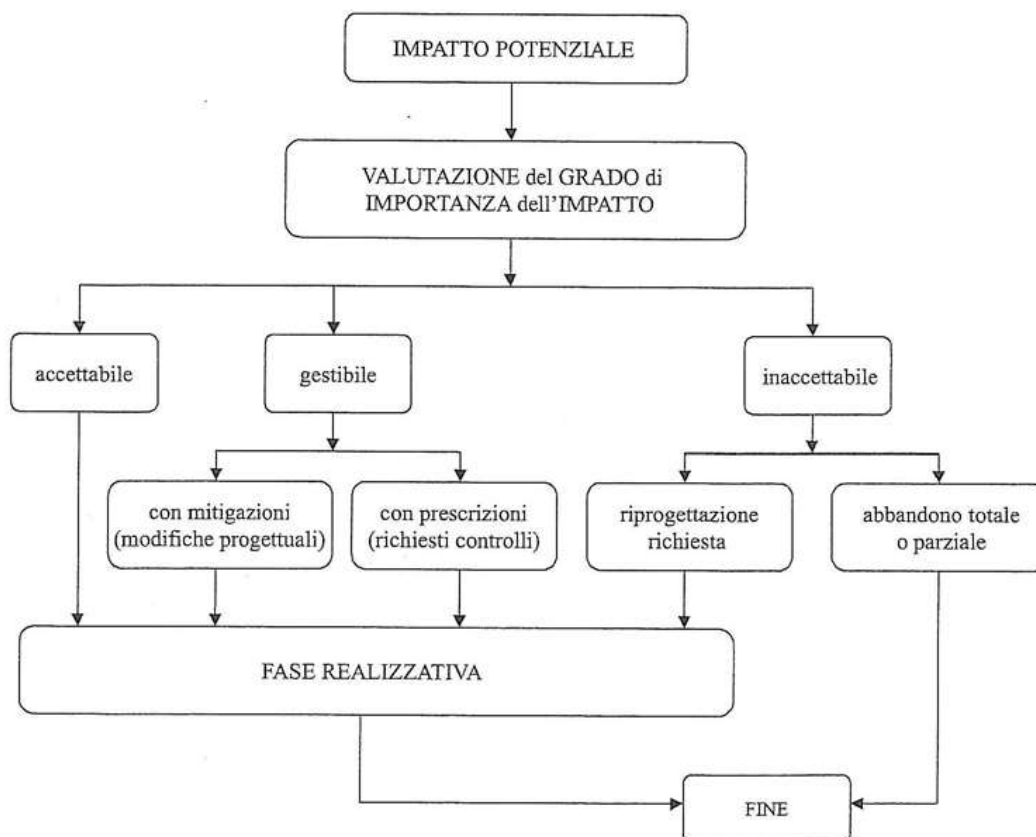 IMPATTO POTENZIALE
VALUTAZIONE del GRADO di
IMPORTANZA dell'IMPATTO
accettabile
gestibile
inaccettabile
con mitigazioni
(modifiche progettuali)
con prescrizioni
(richiesti controlli)
riprogettazione
richiesta
abbandono totale
o parziale
FASE REALIZZATIVA
FINE